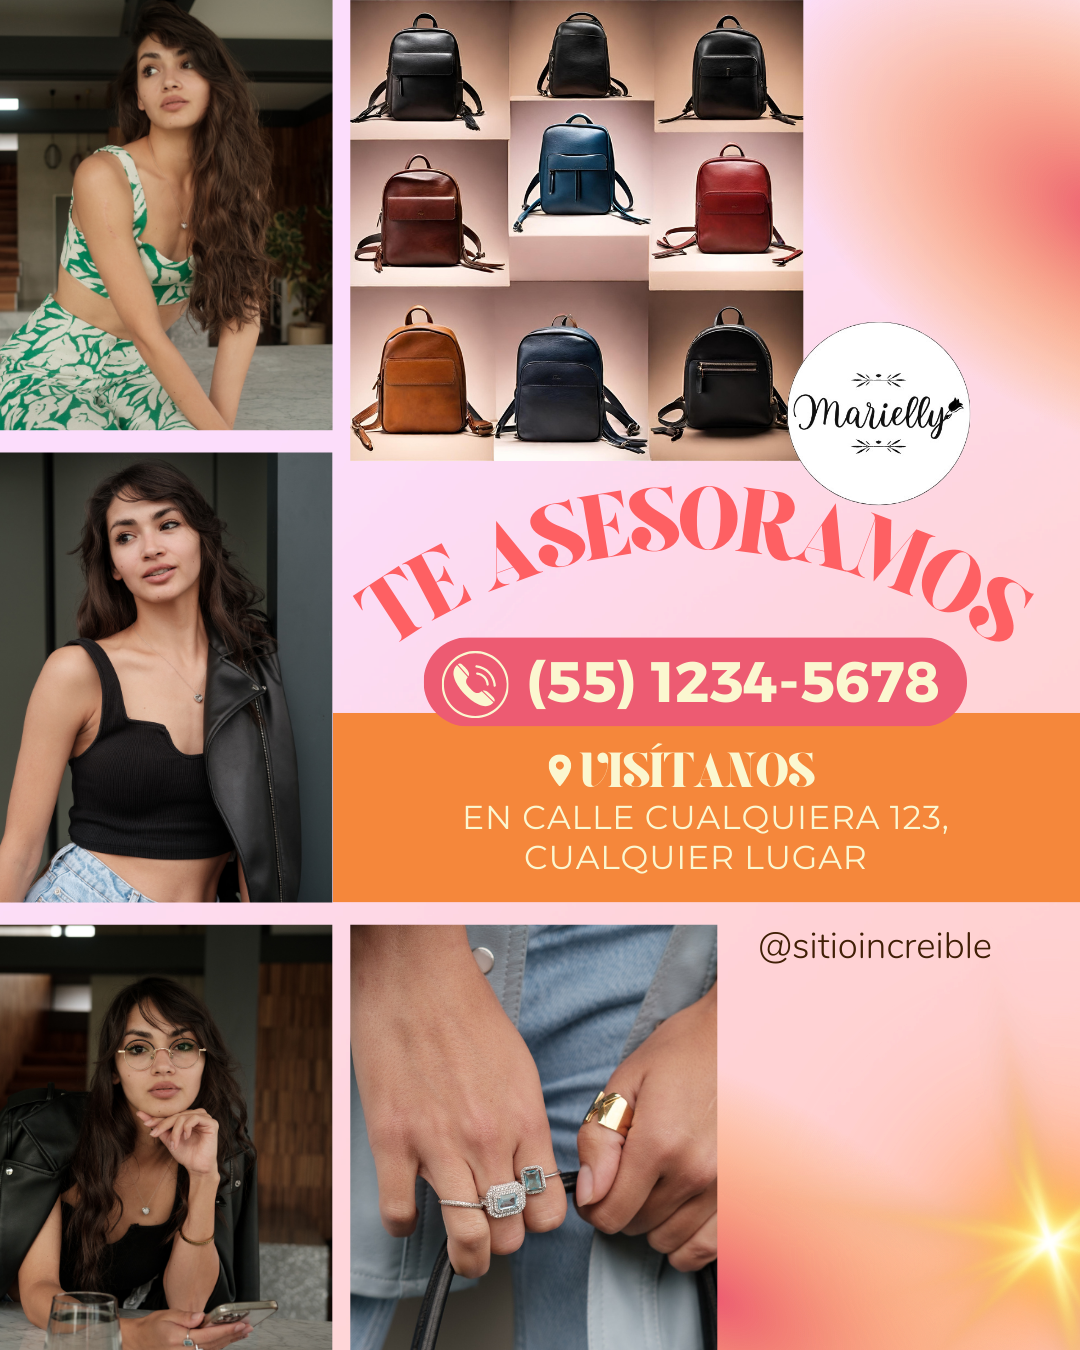 Marielly
TE ASESORAMOS
(55) 1234-5678
VISÍTANOS
EN CALLE CUALQUIERA 123,
CUALQUIER LUGAR
@sitioincreible